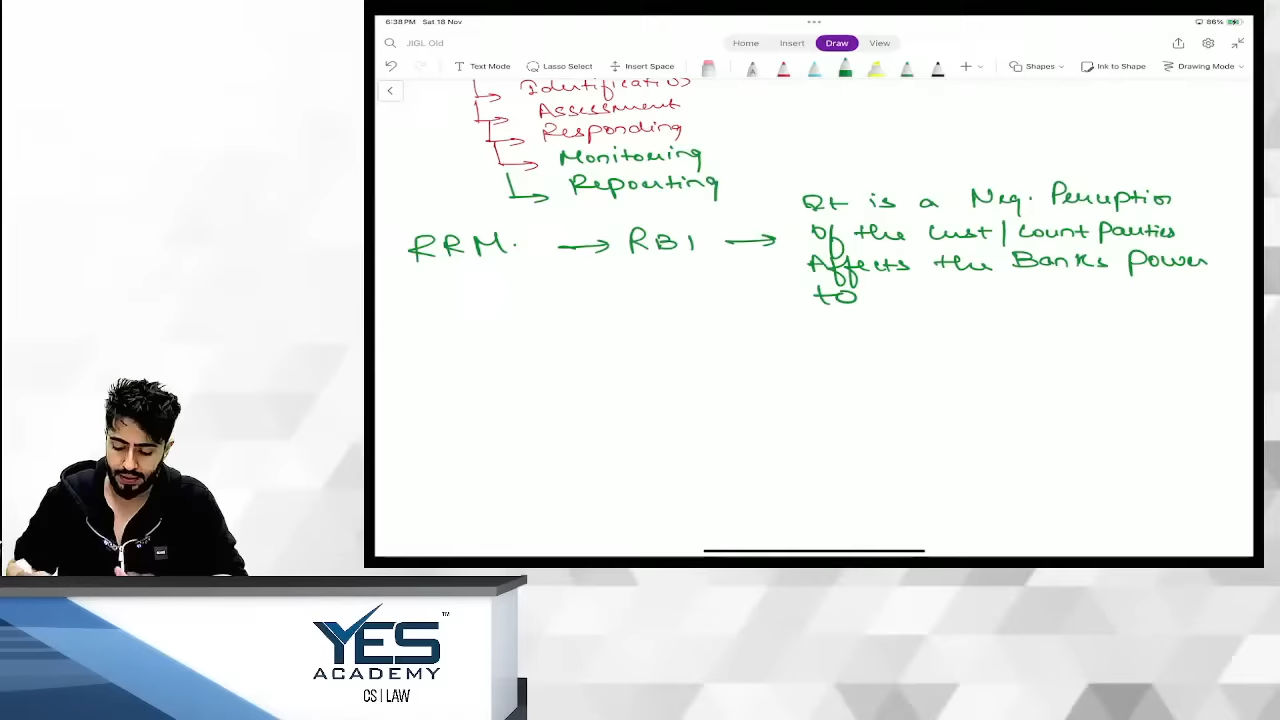 6:38 PM Sat 18 Nov
86%
JIGL Old
Home Insert Draw View
Text Mode Lasso Select Insert Space Shapes Ink to Shape Drawing Mode
Assessment
Responding
Monitoring
Reporting
RRM. → RBI →
It is a Neg. Perception
of the Cust | Count parties
Affects the Banks power
to
YES™
ACADEMY
CS | LAW